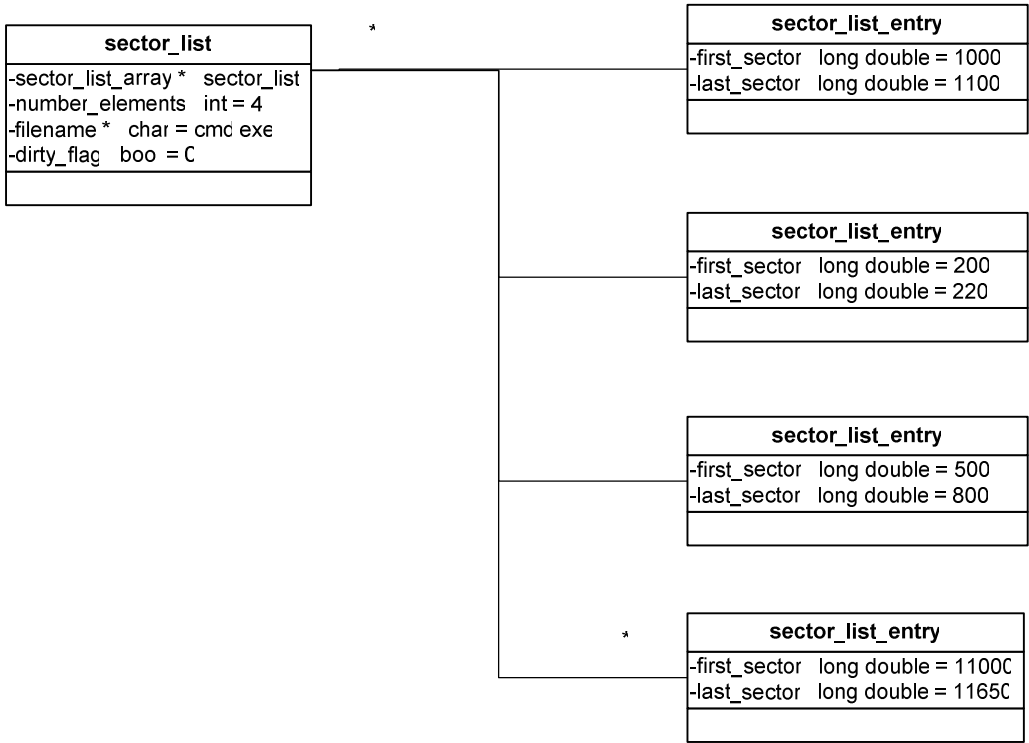 sector_list
-sector_list_array * sector_list
-number_elements int = 4
-filename * char = cmd exe
-dirty_flag boo = 0
*
sector_list_entry
-first_sector long double = 1000
-last_sector long double = 1100
sector_list_entry
-first_sector long double = 200
-last_sector long double = 220
sector_list_entry
-first_sector long double = 500
-last_sector long double = 800
*
sector_list_entry
-first_sector long double = 11000
-last_sector long double = 11650